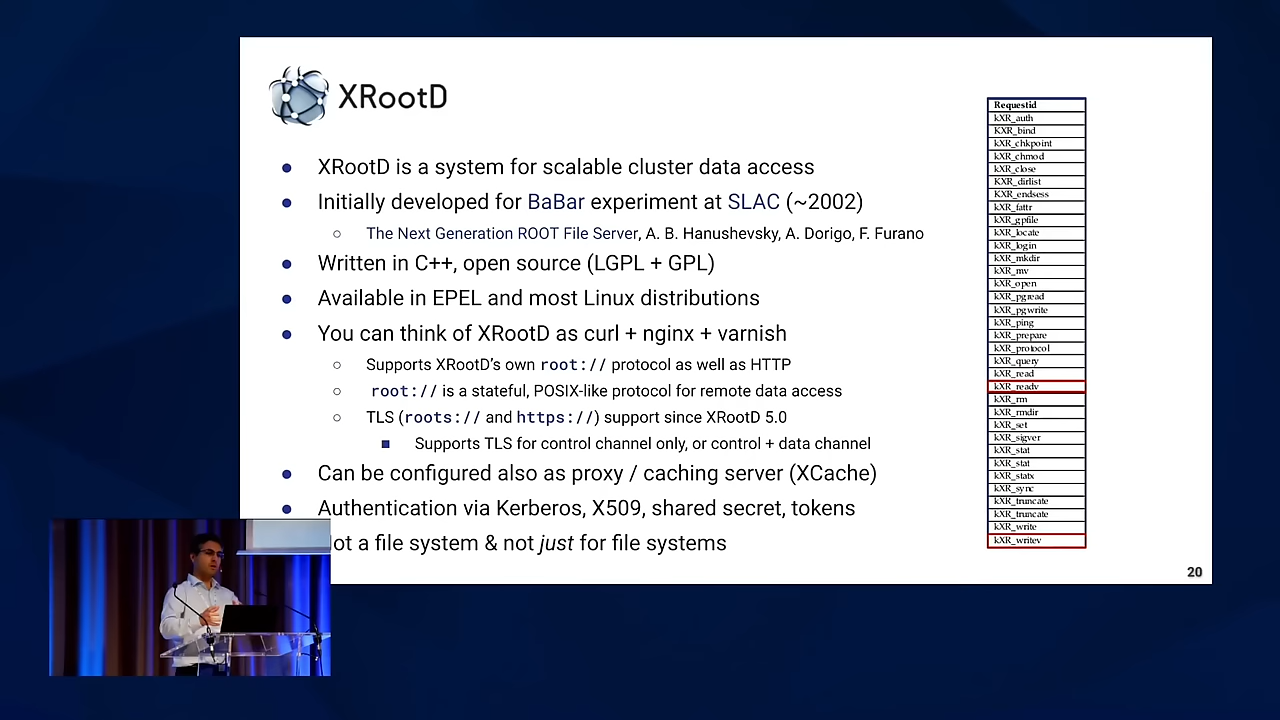 XRootD
XRootD is a system for scalable cluster data access
Initially developed for BaBar experiment at SLAC (~2002)
The Next Generation ROOT File Server, A. B. Hanushevsky, A. Dorigo, F. Furano
Written in C++, open source (LGPL + GPL)
Available in EPEL and most Linux distributions
You can think of XRootD as curl + nginx + varnish
Supports XRootD's own root:// protocol as well as HTTP
root:// is a stateful, POSIX-like protocol for remote data access
TLS (roots:// and https://) support since XRootD 5.0
Supports TLS for control channel only, or control + data channel
Can be configured also as proxy / caching server (XCache)
Authentication via Kerberos, X509, shared secret, tokens
ot a file system & not just for file systems
Requestid
kXR_auth
KXR_bind
kXR_chkpoint
kXR_chmod
kXR_close
KXR_dirlist
KXR_endsess
kXR_fattr
kXR_gpfile
kXR_locate
kXR_login
kXR_mkdir
kXR_mv
kXR_open
kXR_pgread
kXR_pgwrite
kXR_ping
kXR_prepare
kXR_protocol
kXR_query
kXR_read
kXR_readv
kXR_rm
kXR_rmdir
kXR_set
kXR_sigver
kXR_stat
kXR_stat
kXR_statx
kXR_sync
kXR_truncate
kXR_truncate
kXR_write
kXR_writev
20